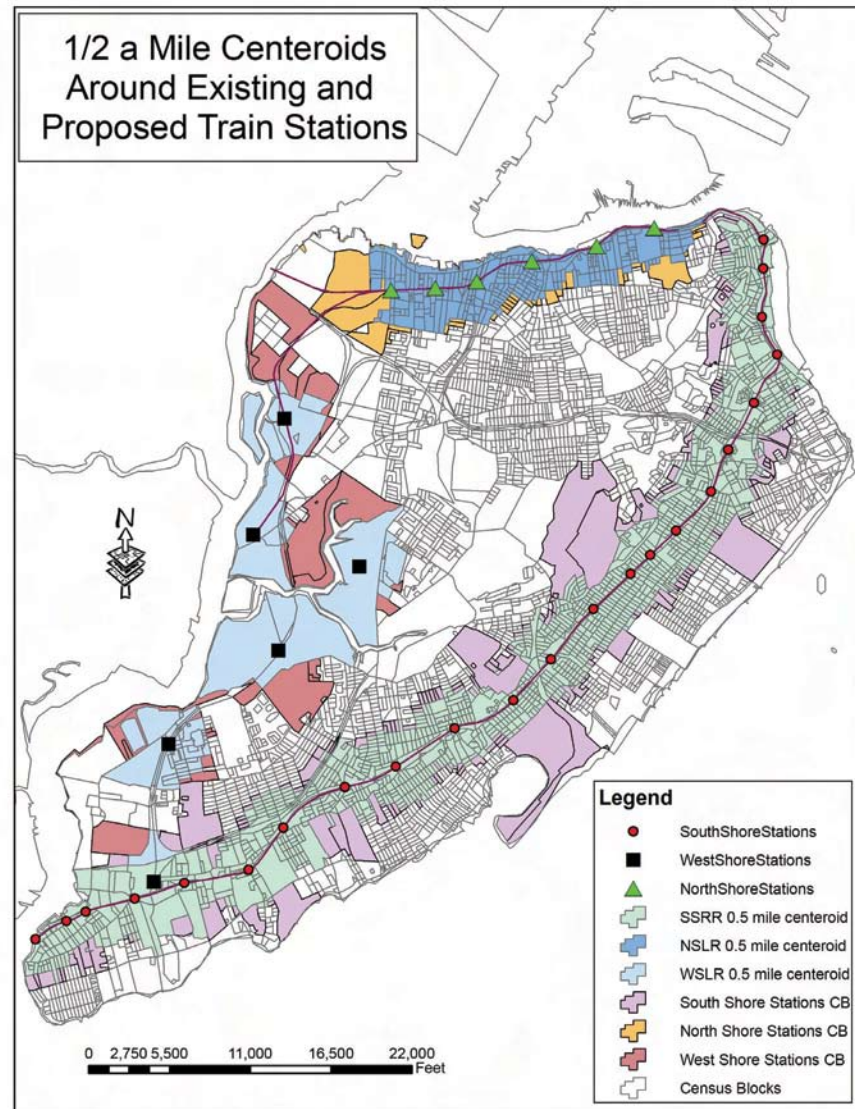 1/2 a Mile Centeroids
Around Existing and
Proposed Train Stations
N
Legend
SouthShoreStations
WestShoreStations
NorthShoreStations
SSRR 0.5 mile centeroid
NSLR 0.5 mile centeroid
WSLR 0.5 mile centeroid
South Shore Stations CB
North Shore Stations CB
West Shore Stations CB
Census Blocks
0 2,750 5,500 11,000 16,500 22,000
Feet